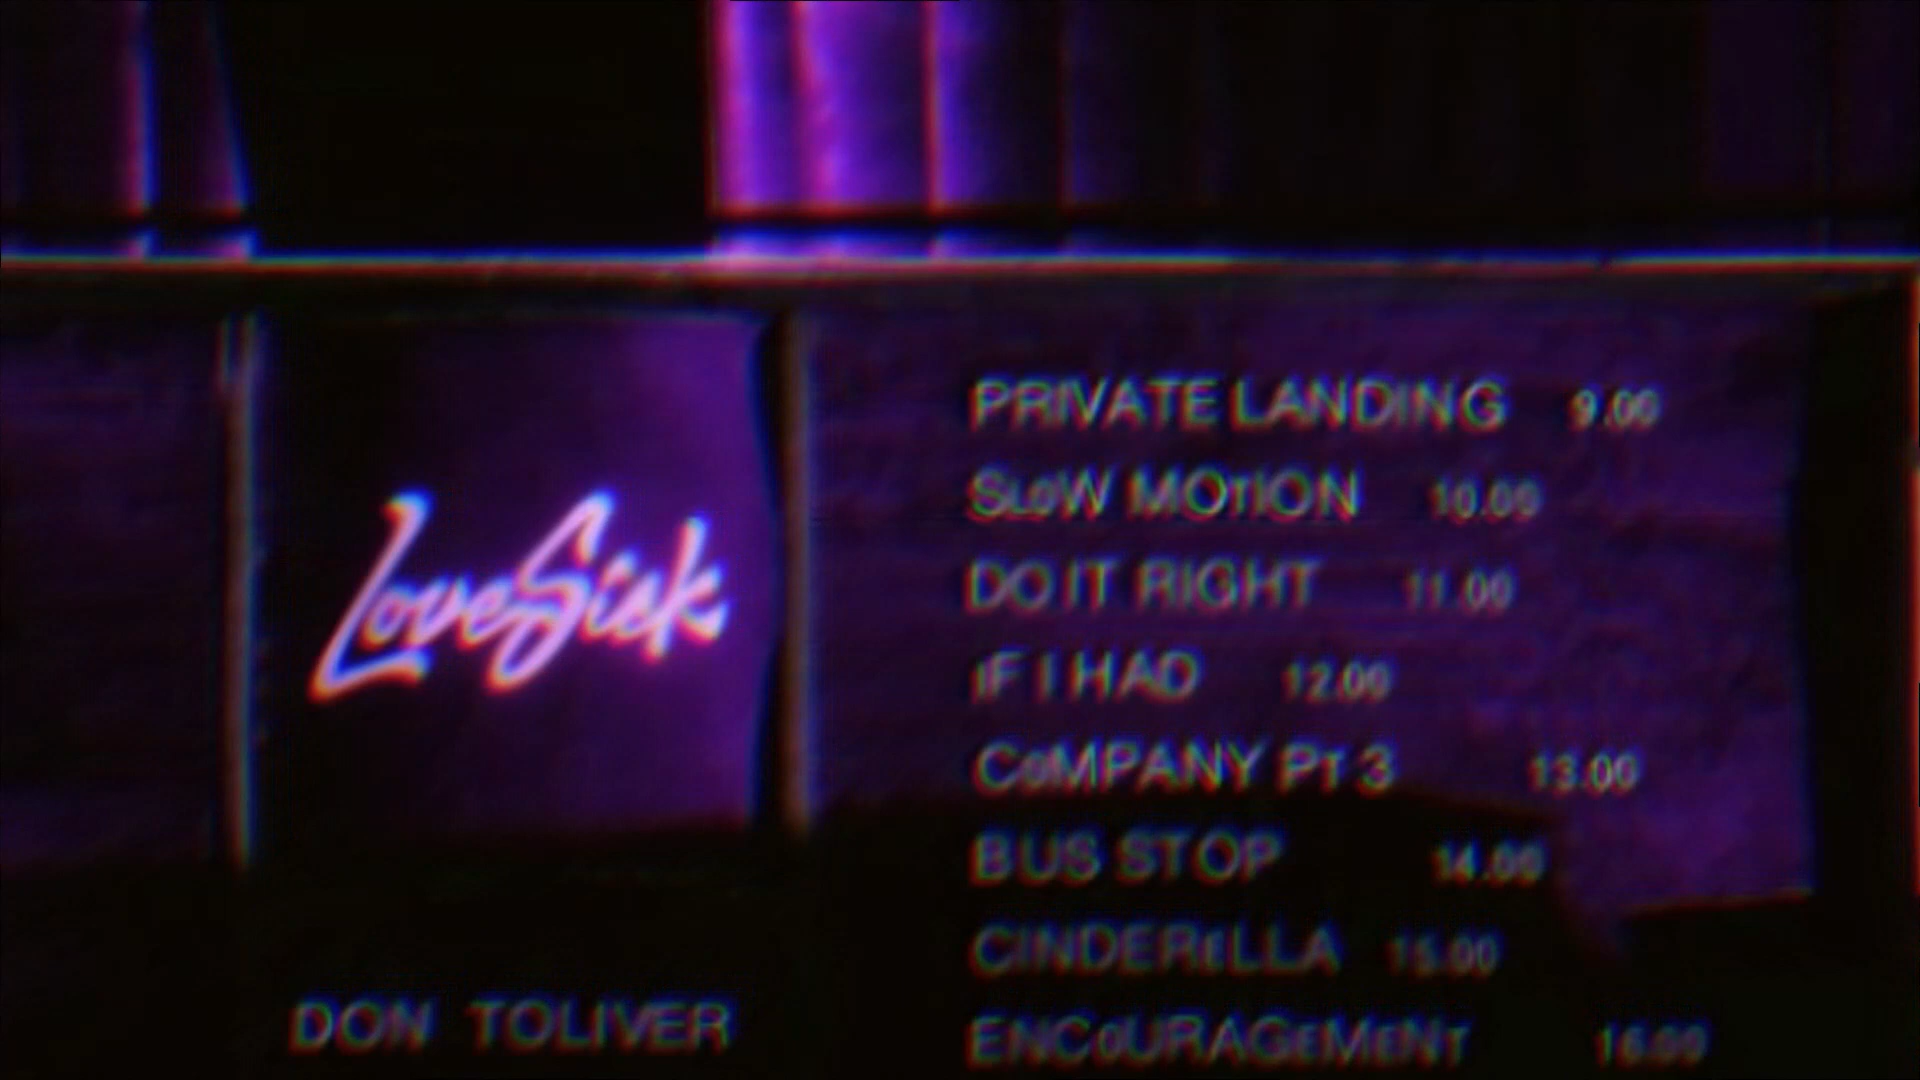 PRIVATE LANDING 9.00
SLoW MOTION 10.00
DO IT RIGHT 11.00
IF I HAD 12.00
CoMPANY PT 3 13.00
BUS STOP 14.00
CINDEReLLA 15.00
ENCoURAGeMeNT 16.00
LoveSick
DON TOLIVER